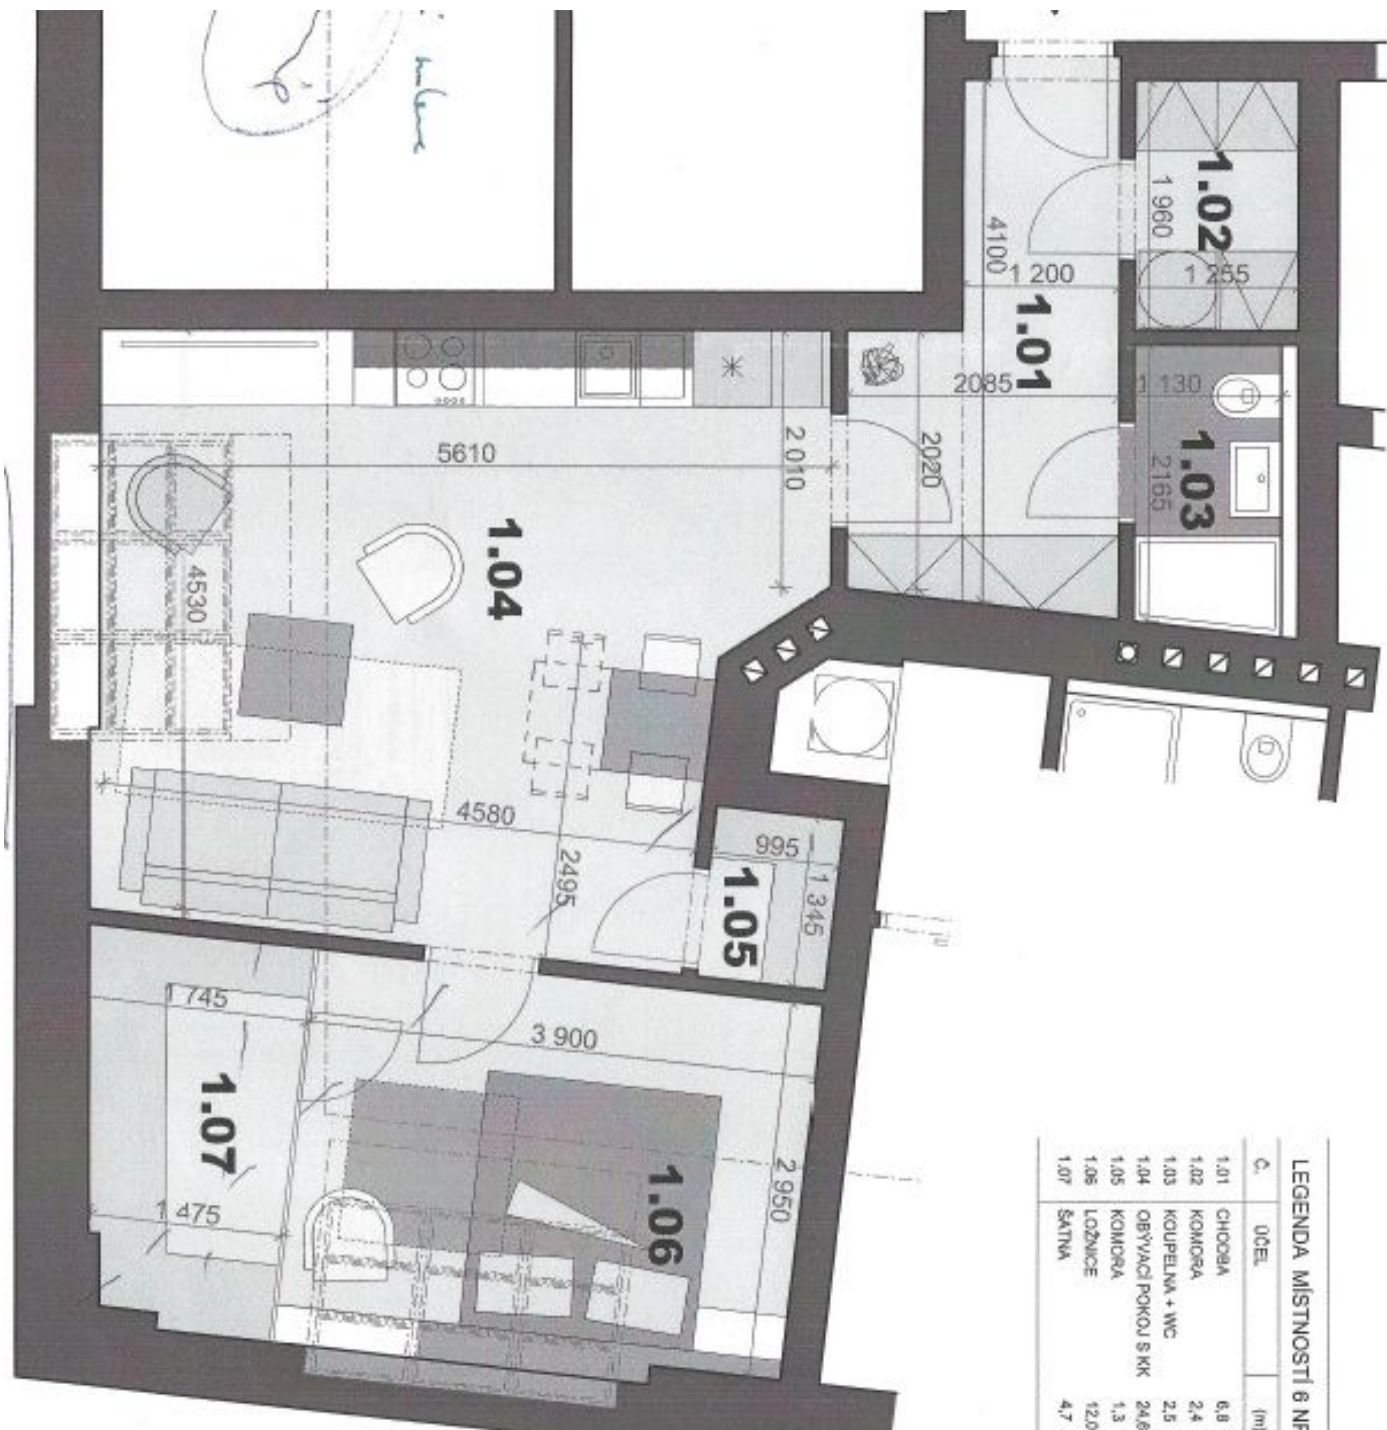 1.02
1 960
4100
1 200
1 255
1.01
2085
1 130
1.03
2165
2020
2 010
5610
1.04
4530
4580
2495
995
1 345
1.05
1 745
3 900
1.07
1 475
1.06
2 950
LEGENDA MÍSTNOSTÍ 6 NP
Č. ÚČEL (m
1.01 CHODBA 6,8
1.02 KOMORA 2,4
1.03 KOUPELNA + WC 2,5
1.04 OBÝVACÍ POKOJ S KK 24,6
1.05 KOMORA 1,3
1.06 LOŽNICE 12,0
1.07 ŠATNA 4,7